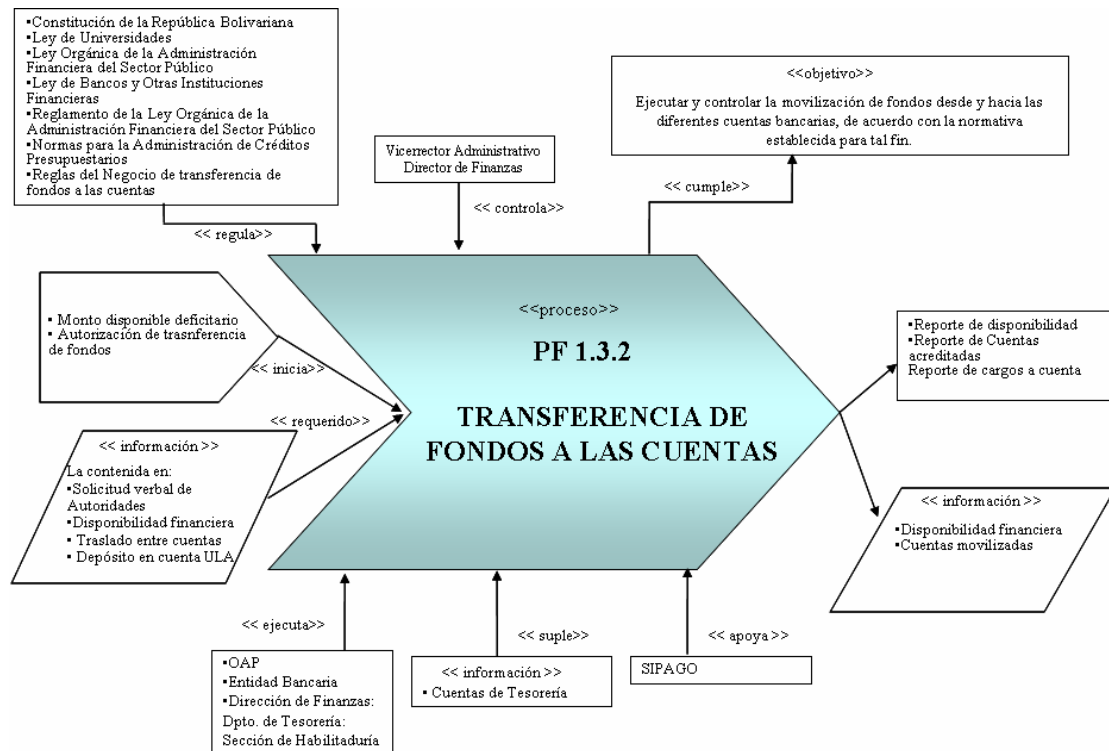 •Constitución de la República Bolivariana
•Ley de Universidades
•Ley Orgánica de la Administración
Financiera del Sector Público
•Ley de Bancos y Otras Instituciones
Financieras
•Reglamento de la Ley Orgánica de la
Administración Financiera del Sector Público
•Normas para la Administración de Créditos
Presupuestarios
•Reglas del Negocio de transferencia de
fondos a las cuentas
<< regula>>
Vicerrector Administrativo
Director de Finanzas
<< controla>>
<<objetivo>>
Ejecutar y controlar la movilización de fondos desde y hacia las
diferentes cuentas bancarias, de acuerdo con la normativa
establecida para tal fin.
<<cumple>>
• Monto disponible deficitario
• Autorización de trasnferencia
de fondos
<<inicia>>
<<requerido>>
<< información >>
La contenida en:
•Solicitud verbal de
Autoridades
•Disponibilidad financiera
• Traslado entre cuentas
• Depósito en cuenta ULA
<<proceso>>
PF 1.3.2
TRANSFERENCIA DE
FONDOS A LAS CUENTAS
•Reporte de disponibilidad
•Reporte de Cuentas
acreditadas
Reporte de cargos a cuenta
<< información >>
•Disponibilidad financiera
•Cuentas movilizadas
<< ejecuta>>
•OAP
•Entidad Bancaria
•Dirección de Finanzas:
Dpto. de Tesorería:
Sección de Habilitaduría
<< suple>>
<< información >>
• Cuentas de Tesorería
<< apoya >>
SIPAGO